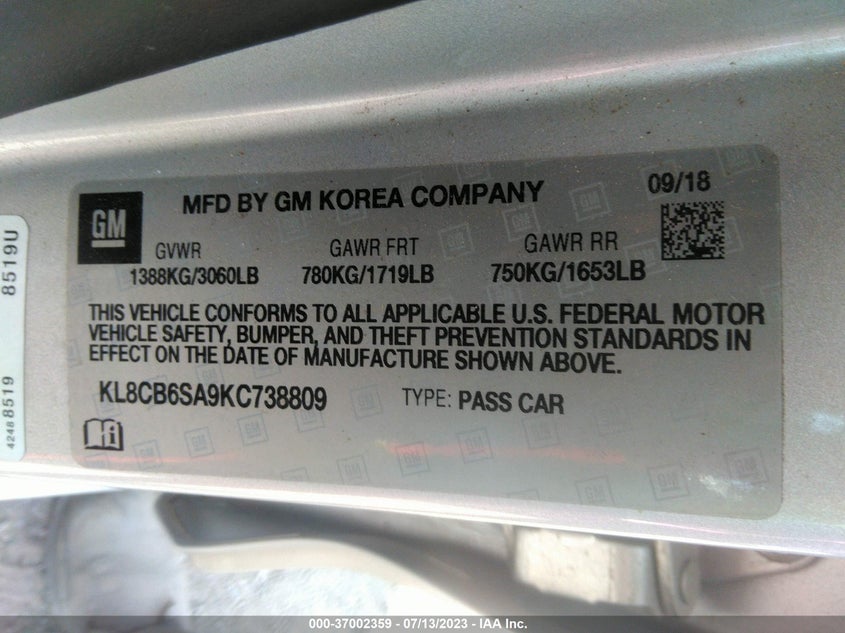 GM
MFD BY GM KOREA COMPANY
09/18
GVWR
GAWR FRT
GAWR RR
1388KG/3060LB
780KG/1719LB
750KG/1653LB
THIS VEHICLE CONFORMS TO ALL APPLICABLE U.S. FEDERAL MOTOR
VEHICLE SAFETY, BUMPER, AND THEFT PREVENTION STANDARDS IN
EFFECT ON THE DATE OF MANUFACTURE SHOWN ABOVE.
KL8CB6SA9KC738809
TYPE: PASS CAR
8519U
42488519
000-37002359 - 07/13/2023 - IAA Inc.